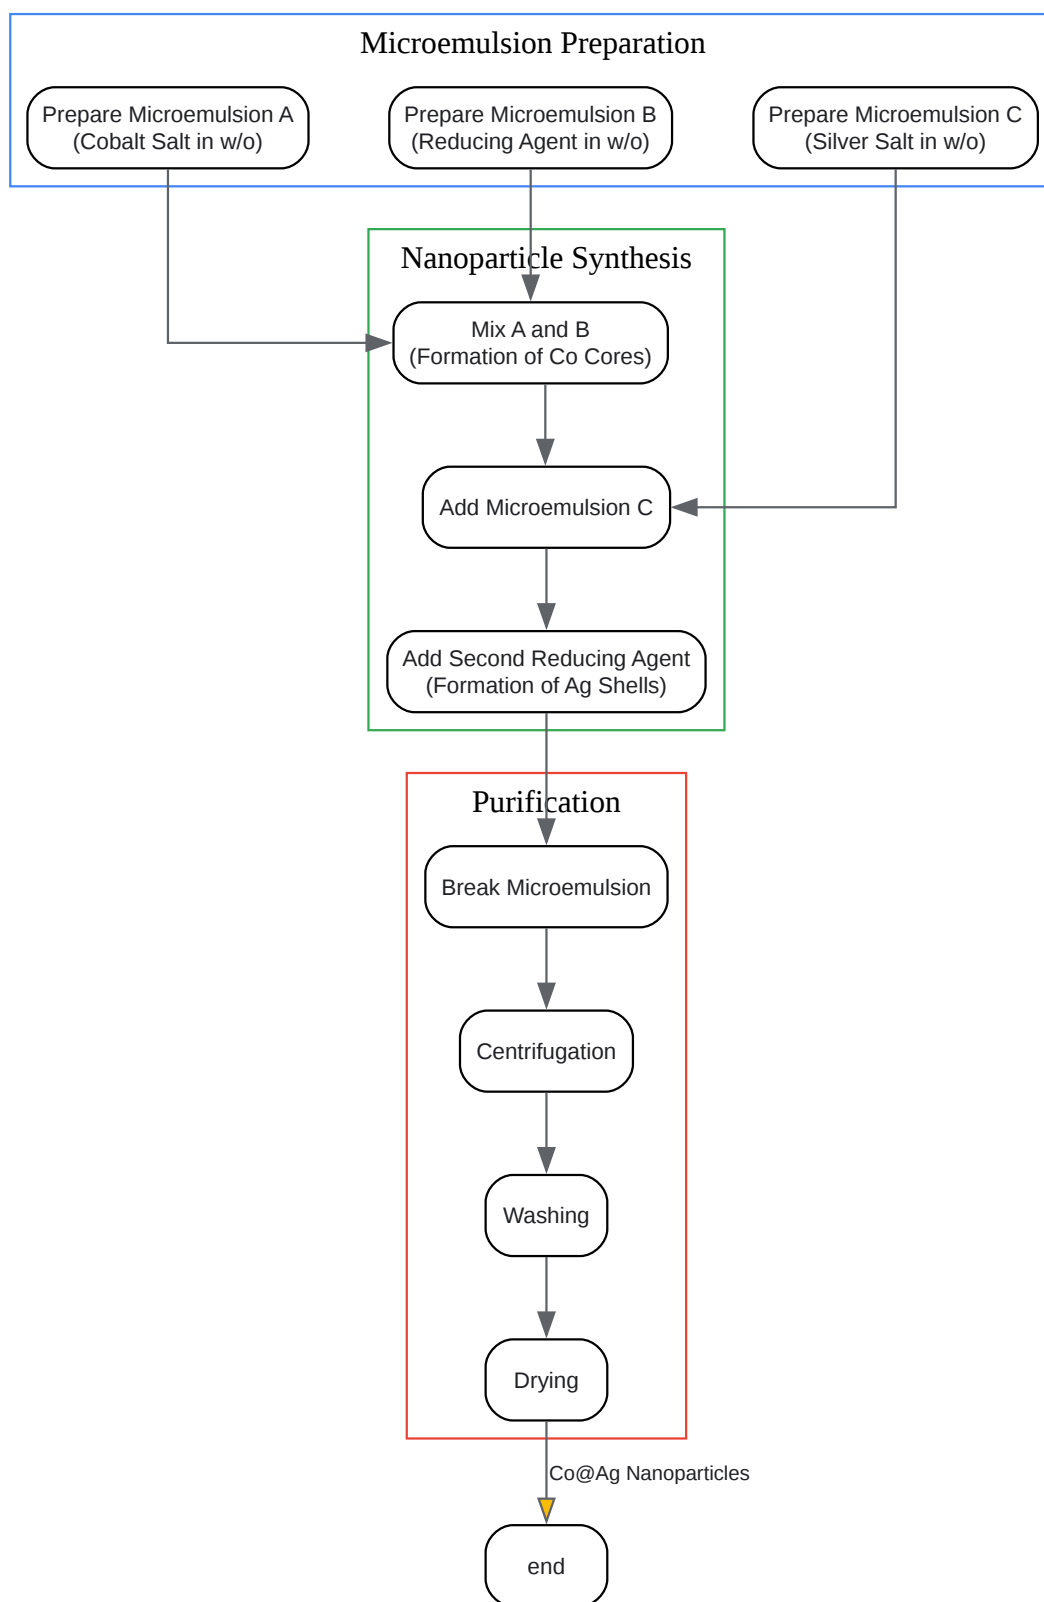 Microemulsion Preparation
Prepare Microemulsion A
(Cobalt Salt in w/o)
Prepare Microemulsion B
(Reducing Agent in w/o)
Prepare Microemulsion C
(Silver Salt in w/o)
Nanoparticle Synthesis
Mix A and B
(Formation of Co Cores)
Add Microemulsion C
Add Second Reducing Agent
(Formation of Ag Shells)
Purification
Break Microemulsion
Centrifugation
Washing
Drying
Co@Ag Nanoparticles
end